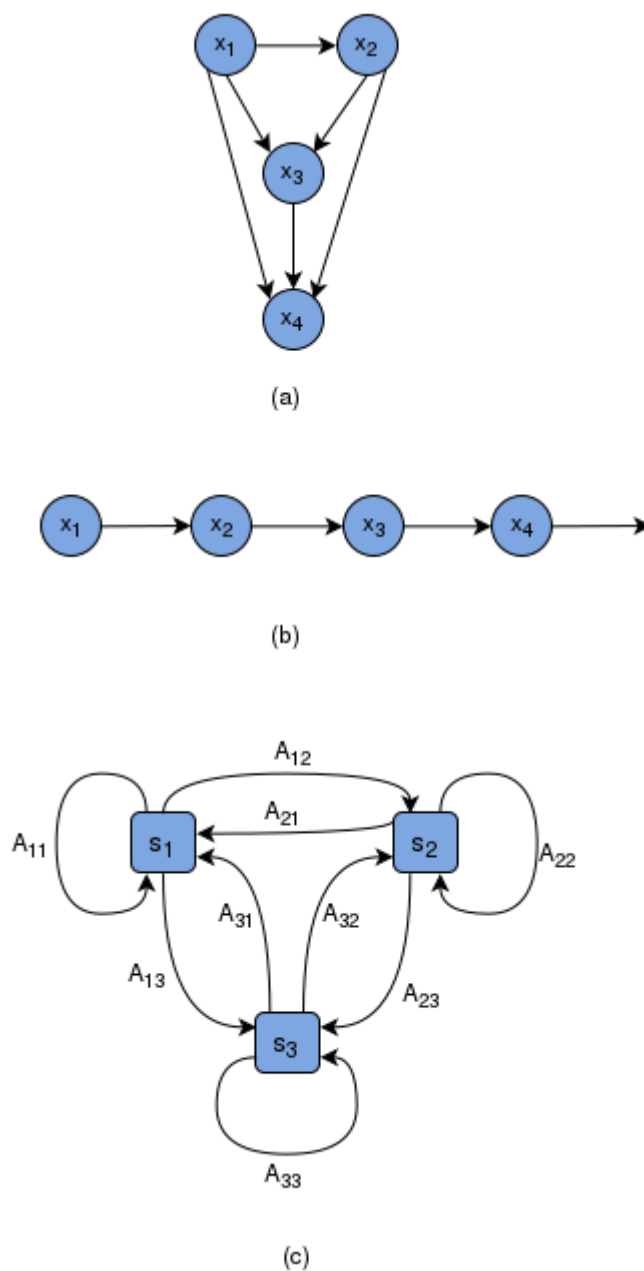 x₁ x₂
x₃
x₄
(a)
x₁ x₂ x₃ x₄
(b)
A₁₂
A₂₁
A₁₁ s₁ s₂ A₂₂
A₃₁ A₃₂
A₁₃ A₂₃
s₃
A₃₃
(c)